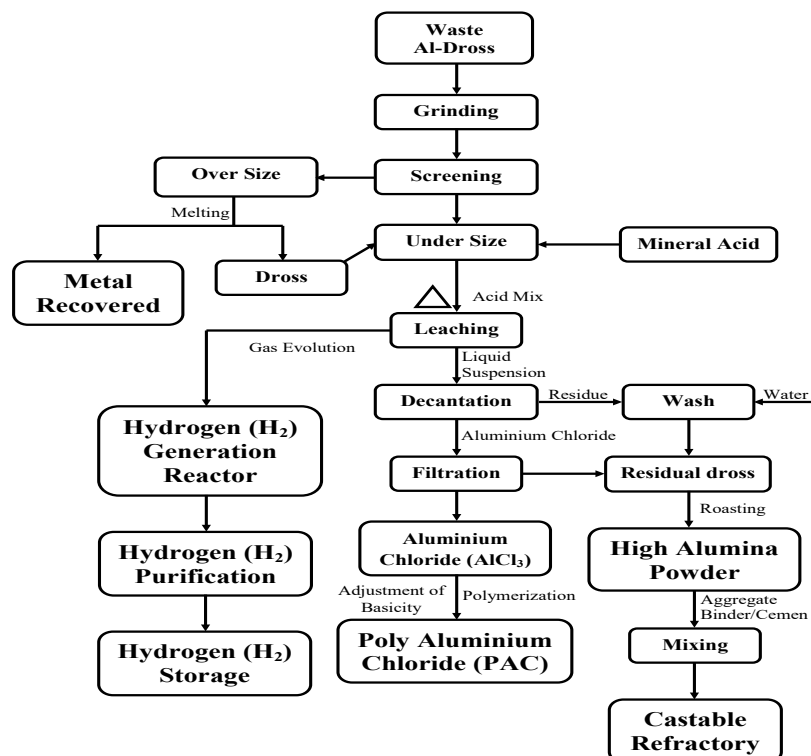 Waste
Al-Dross
Grinding
Over Size
Screening
Melting
Under Size
Mineral Acid
Metal
Recovered
Dross
Acid Mix
Leaching
Gas Evolution
Liquid
Suspension
Decantation
Residue
Wash
Water
Hydrogen (H₂)
Generation
Reactor
Aluminium Chloride
Filtration
Residual dross
Roasting
Hydrogen (H₂)
Purification
Aluminium
Chloride (AlCl₃)
High Alumina
Powder
Adjustment of
Basicity
Polymerization
Aggregate
Binder/Cemen
Hydrogen (H₂)
Storage
Poly Aluminium
Chloride (PAC)
Mixing
Castable
Refractory